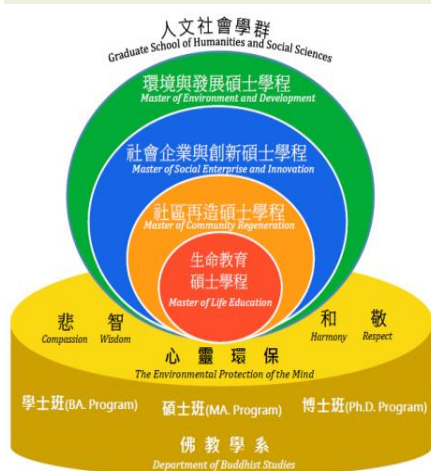 人文社會學群
Graduate School of Humanities and Social Sciences
環境與發展碩士學程
Master of Environment and Development
社會企業與創新碩士學程
Master of Social Enterprise and Innovation
社區再造碩士學程
Master of Community Regeneration
生命教育
碩士學程
Master of Life Education
悲 智 和 敬
Compassion Wisdom Harmony Respect
心靈環保
The Environmental Protection of the Mind
學士班(BA. Program) 碩士班(MA. Program) 博士班(Ph.D. Program)
佛教學系
Department of Buddhist Studies